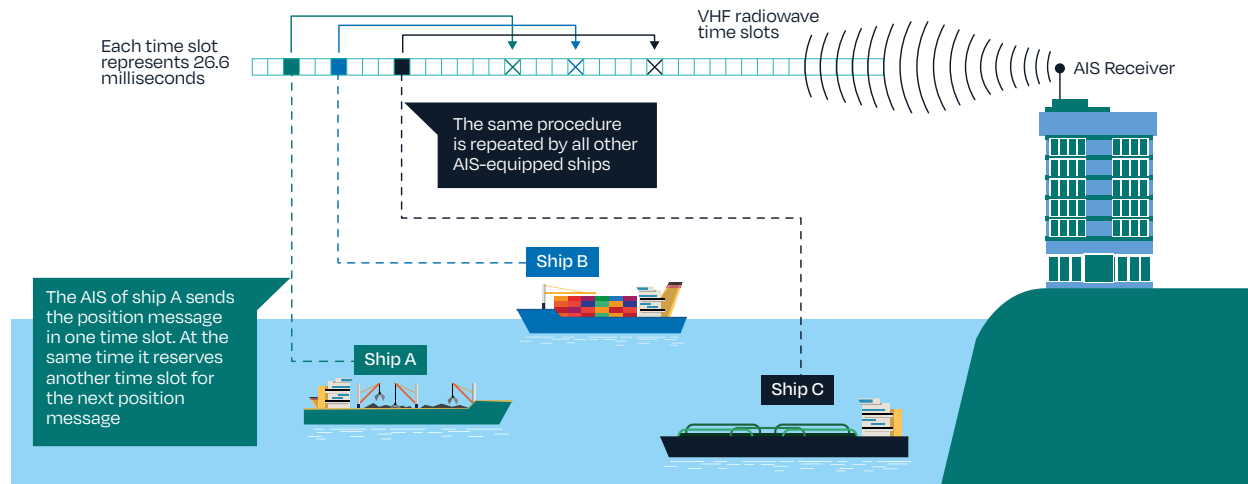 Each time slot
represents 26.6
milliseconds
VHF radiowave
time slots
AIS Receiver
The same procedure
is repeated by all other
AIS-equipped ships
Ship B
The AIS of ship A sends
the position message
in one time slot. At the
same time it reserves
another time slot for
the next position
message
Ship A
Ship C